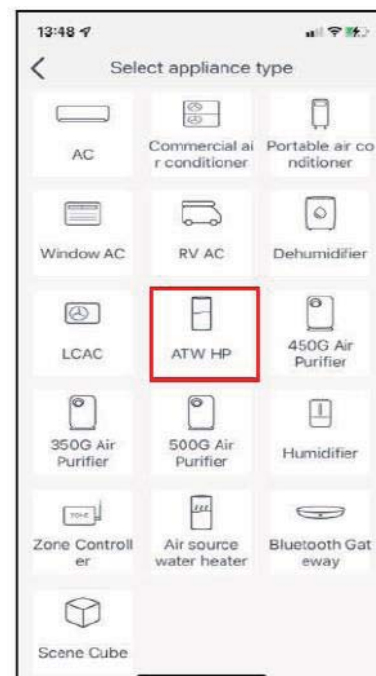 13:48
Select appliance type
AC
Commercial ai
r conditioner
Portable air co
nditioner
Window AC
RV AC
Dehumidifier
LCAC
ATW HP
450G Air
Purifier
350G Air
Purifier
500G Air
Purifier
Humidifier
ZONE
Zone Controll
er
Air source
water heater
Bluetooth Gat
eway
Scene Cube